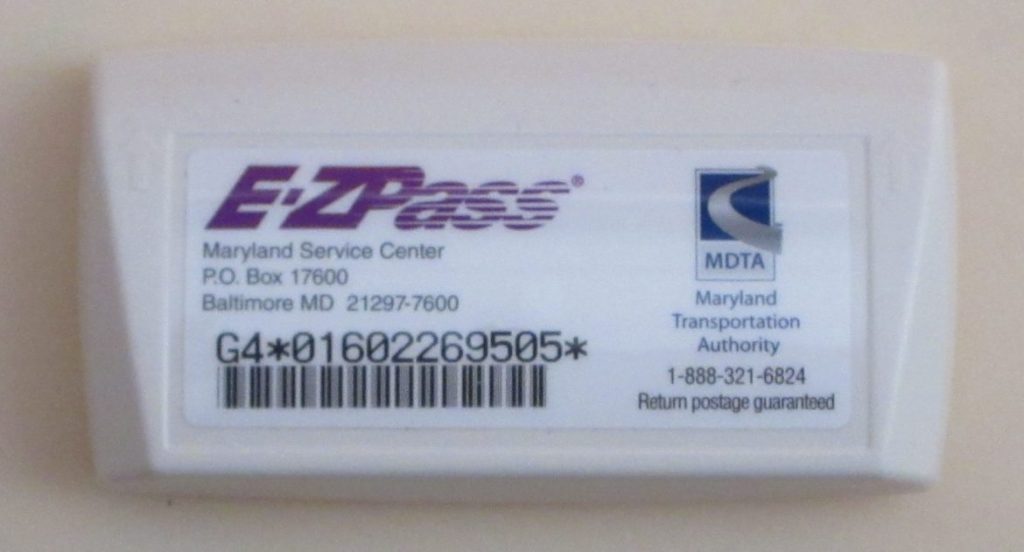 E-ZPass®
Maryland Service Center
P.O. Box 17600
Baltimore MD 21297-7600
G4*01602269505*
MDTA
Maryland
Transportation
Authority
1-888-321-6824
Return postage guaranteed